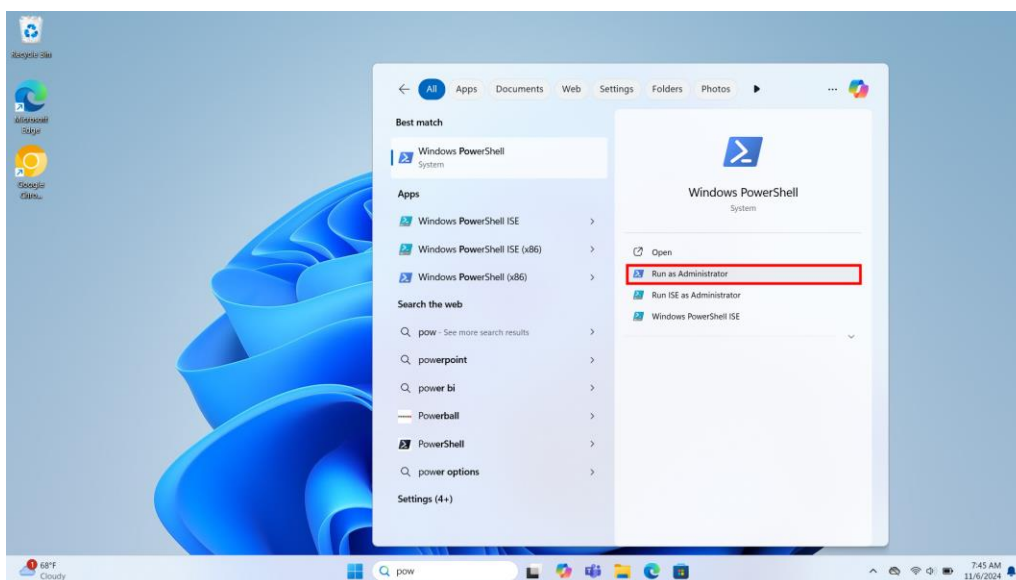 Recycle Bin
Microsoft
Edge
Google
Chro...
All Apps Documents Web Settings Folders Photos ...
Best match
Windows PowerShell
System
Apps
Windows PowerShell ISE
Windows PowerShell ISE (x86)
Windows PowerShell (x86)
Search the web
pow - See more search results
powerpoint
power bi
Powerball
PowerShell
power options
Settings (4+)
Windows PowerShell
System
Open
Run as Administrator
Run ISE as Administrator
Windows PowerShell ISE
1
68°F
Cloudy
pow
7:45 AM
11/6/2024